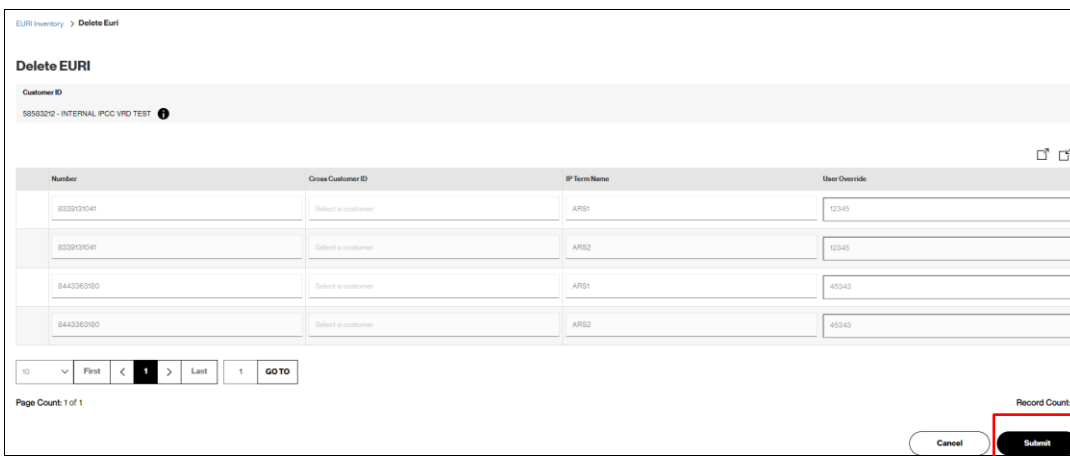 EURI Inventory > Delete Euri
Delete EURI
Customer ID
58583212 - INTERNAL IPCC VRD TEST i
Number Cross Customer ID IP Term Name User Override
8339131041 Select a customer ARS1 12345
8339131041 Select a customer ARS2 12345
8443363180 Select a customer ARS1 45343
8443363180 Select a customer ARS2 45343
10 First < 1 > Last 1 GO TO
Page Count: 1 of 1 Record Count:
Cancel Submit